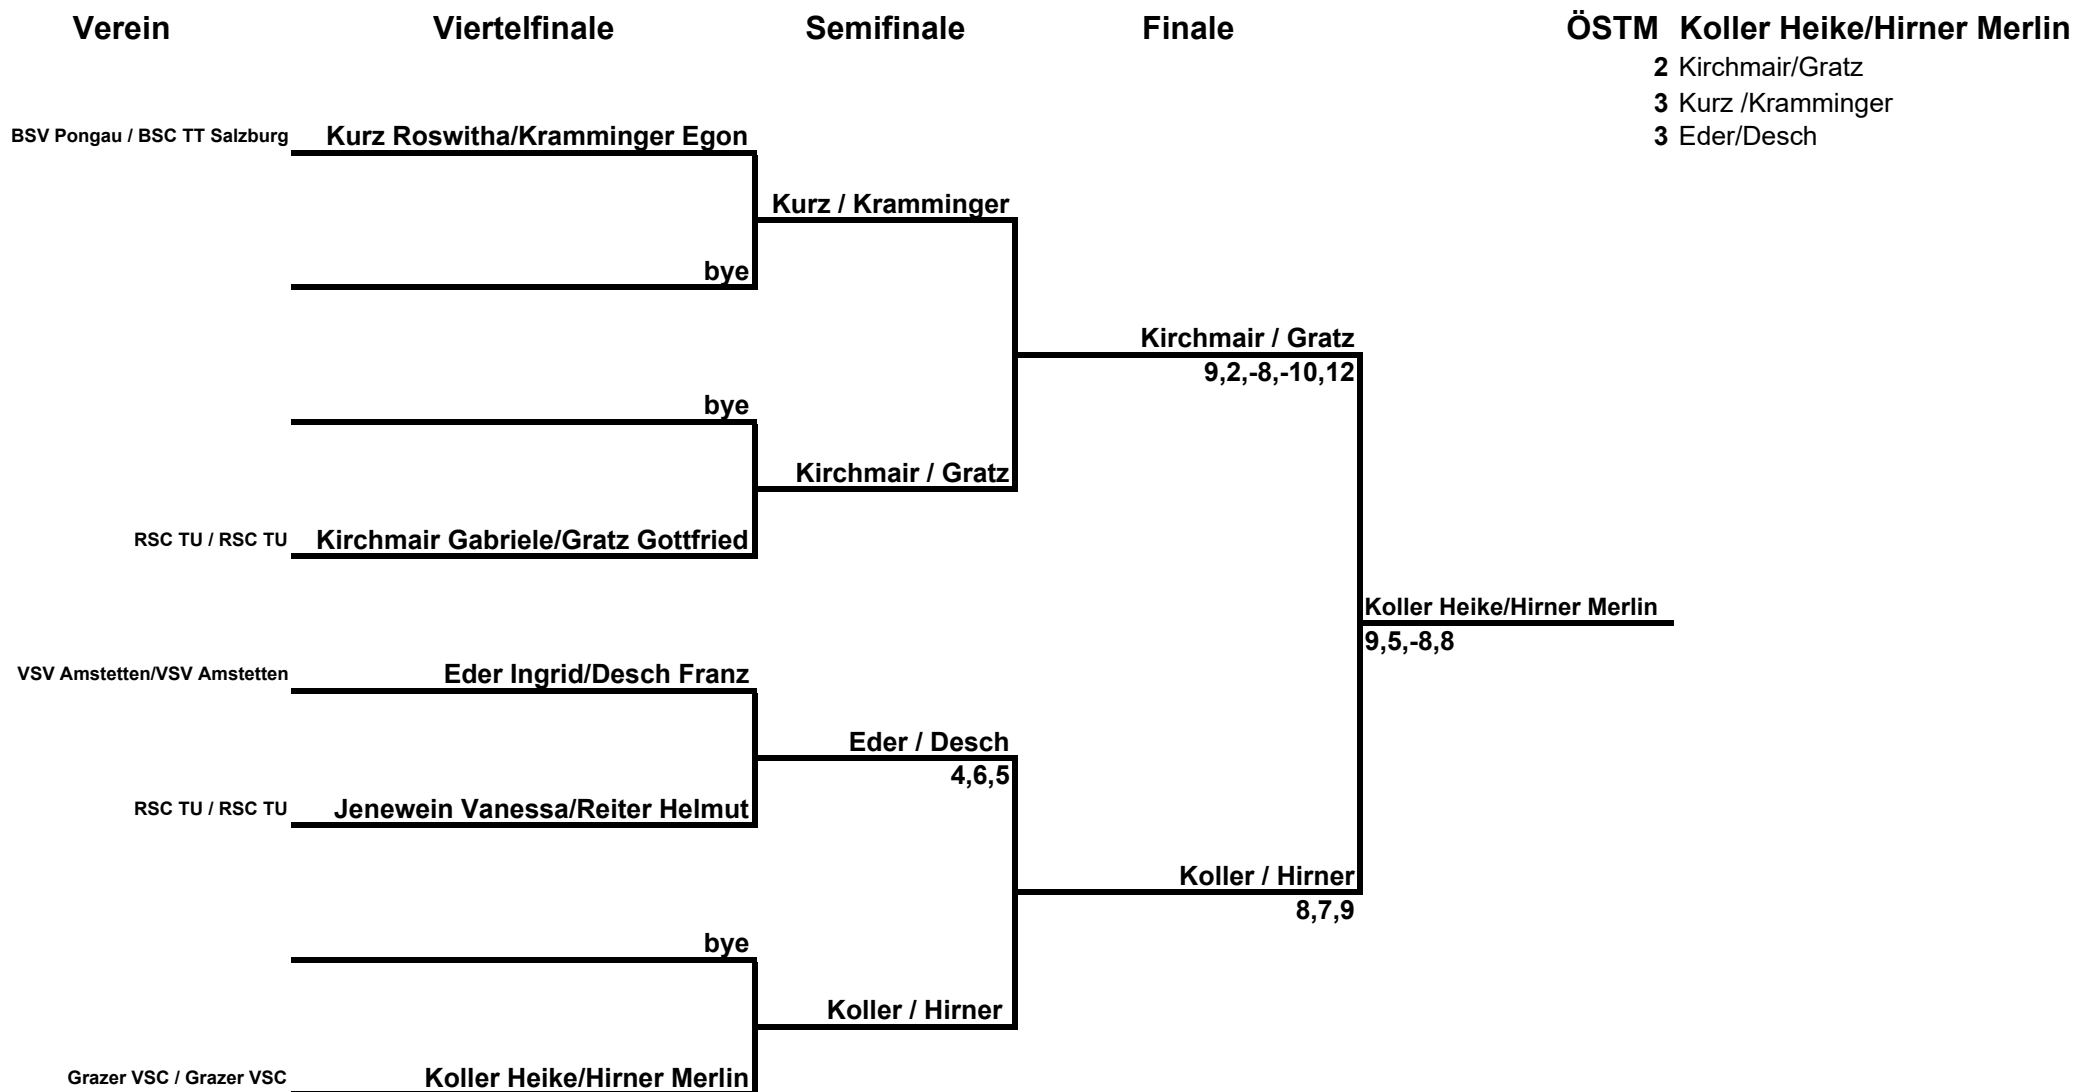 Verein Viertelfinale Semifinale Finale ÖSTM Koller Heike/Hirner Merlin
2 Kirchmair/Gratz
3 Kurz /Kramminger
BSV Pongau / BSC TT Salzburg Kurz Roswitha/Kramminger Egon 3 Eder/Desch
Kurz / Kramminger
bye
Kirchmair / Gratz
9,2,-8,-10,12
bye
Kirchmair / Gratz
RSC TU / RSC TU Kirchmair Gabriele/Gratz Gottfried
Koller Heike/Hirner Merlin
9,5,-8,8
VSV Amstetten/VSV Amstetten Eder Ingrid/Desch Franz
Eder / Desch
4,6,5
RSC TU / RSC TU Jenewein Vanessa/Reiter Helmut
Koller / Hirner
8,7,9
bye
Koller / Hirner
Grazer VSC / Grazer VSC Koller Heike/Hirner Merlin